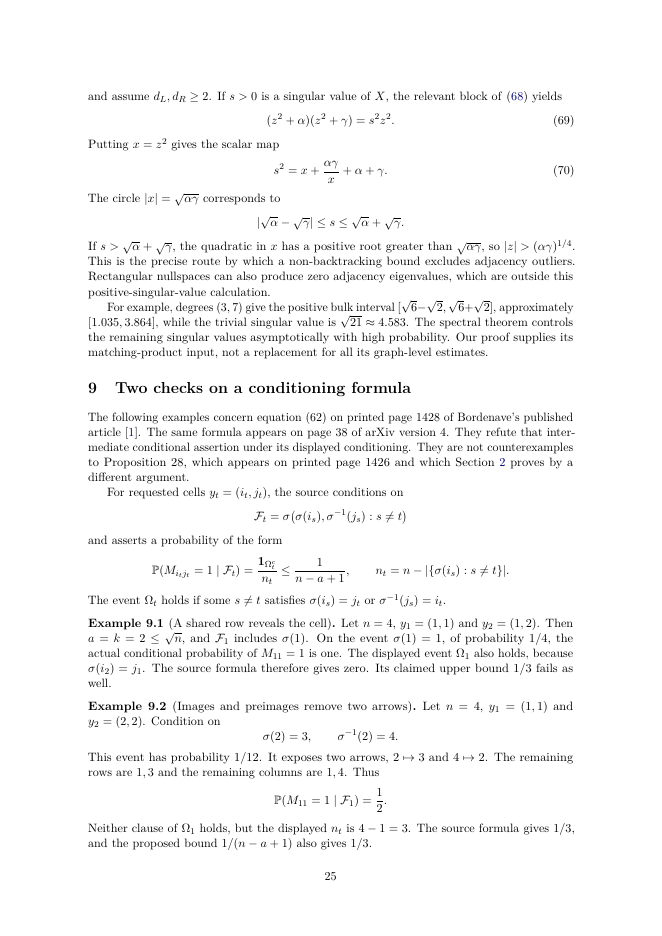 and assume d_L, d_R ≥ 2. If s > 0 is a singular value of X, the relevant block of (68) yields
(z² + α)(z² + γ) = s²z². (69)
Putting x = z² gives the scalar map
s² = x + αγ/x + α + γ. (70)
The circle |x| = √αγ corresponds to
|√α − √γ| ≤ s ≤ √α + √γ.
If s > √α + √γ, the quadratic in x has a positive root greater than √αγ, so |z| > (αγ)^{1/4}.
This is the precise route by which a non-backtracking bound excludes adjacency outliers.
Rectangular nullspaces can also produce zero adjacency eigenvalues, which are outside this
positive-singular-value calculation.
For example, degrees (3, 7) give the positive bulk interval [√6−√2, √6+√2], approximately
[1.035, 3.864], while the trivial singular value is √21 ≈ 4.583. The spectral theorem controls
the remaining singular values asymptotically with high probability. Our proof supplies its
matching-product input, not a replacement for all its graph-level estimates.
9 Two checks on a conditioning formula
The following examples concern equation (62) on printed page 1428 of Bordenave's published
article [1]. The same formula appears on page 38 of arXiv version 4. They refute that inter-
mediate conditional assertion under its displayed conditioning. They are not counterexamples
to Proposition 28, which appears on printed page 1426 and which Section 2 proves by a
different argument.
For requested cells y_t = (i_t, j_t), the source conditions on
F_t = σ(σ(i_s), σ^{−1}(j_s) : s ≠ t)
and asserts a probability of the form
ℙ(M_{i_t j_t} = 1 | F_t) = 𝟏_{Ω_t^c}/n_t ≤ 1/(n − a + 1), n_t = n − |{σ(i_s) : s ≠ t}|.
The event Ω_t holds if some s ≠ t satisfies σ(i_s) = j_t or σ^{−1}(j_s) = i_t.
Example 9.1 (A shared row reveals the cell). Let n = 4, y₁ = (1, 1) and y₂ = (1, 2). Then
a = k = 2 ≤ √n, and F₁ includes σ(1). On the event σ(1) = 1, of probability 1/4, the
actual conditional probability of M₁₁ = 1 is one. The displayed event Ω₁ also holds, because
σ(i₂) = j₁. The source formula therefore gives zero. Its claimed upper bound 1/3 fails as
well.
Example 9.2 (Images and preimages remove two arrows). Let n = 4, y₁ = (1, 1) and
y₂ = (2, 2). Condition on
σ(2) = 3, σ^{−1}(2) = 4.
This event has probability 1/12. It exposes two arrows, 2 ↦ 3 and 4 ↦ 2. The remaining
rows are 1, 3 and the remaining columns are 1, 4. Thus
ℙ(M₁₁ = 1 | F₁) = 1/2.
Neither clause of Ω₁ holds, but the displayed n_t is 4 − 1 = 3. The source formula gives 1/3,
and the proposed bound 1/(n − a + 1) also gives 1/3.
25